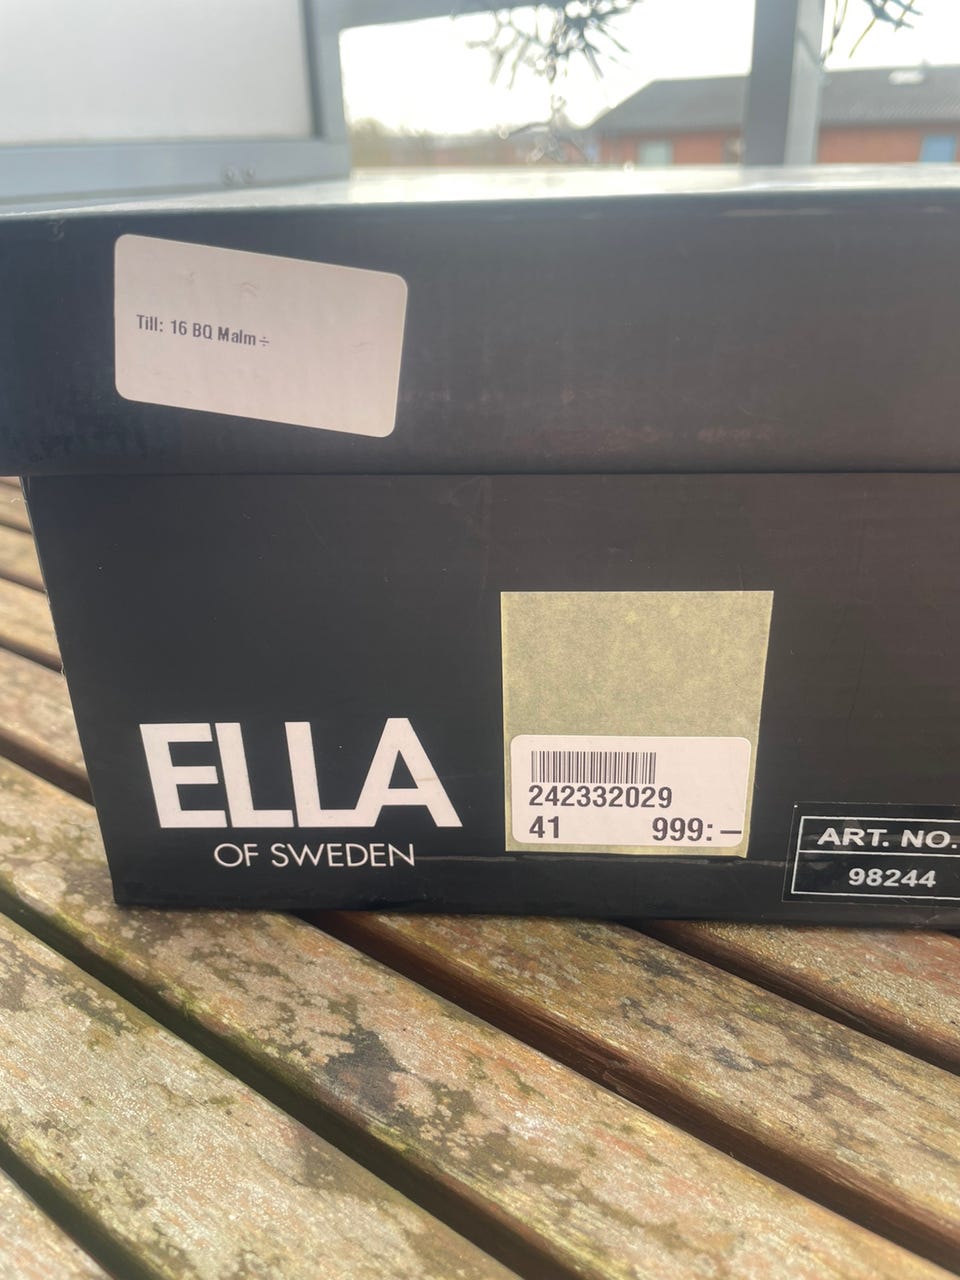 Till: 16 BQ Malm÷
ELLA
OF SWEDEN
242332029
41 999:–
ART. NO.
98244